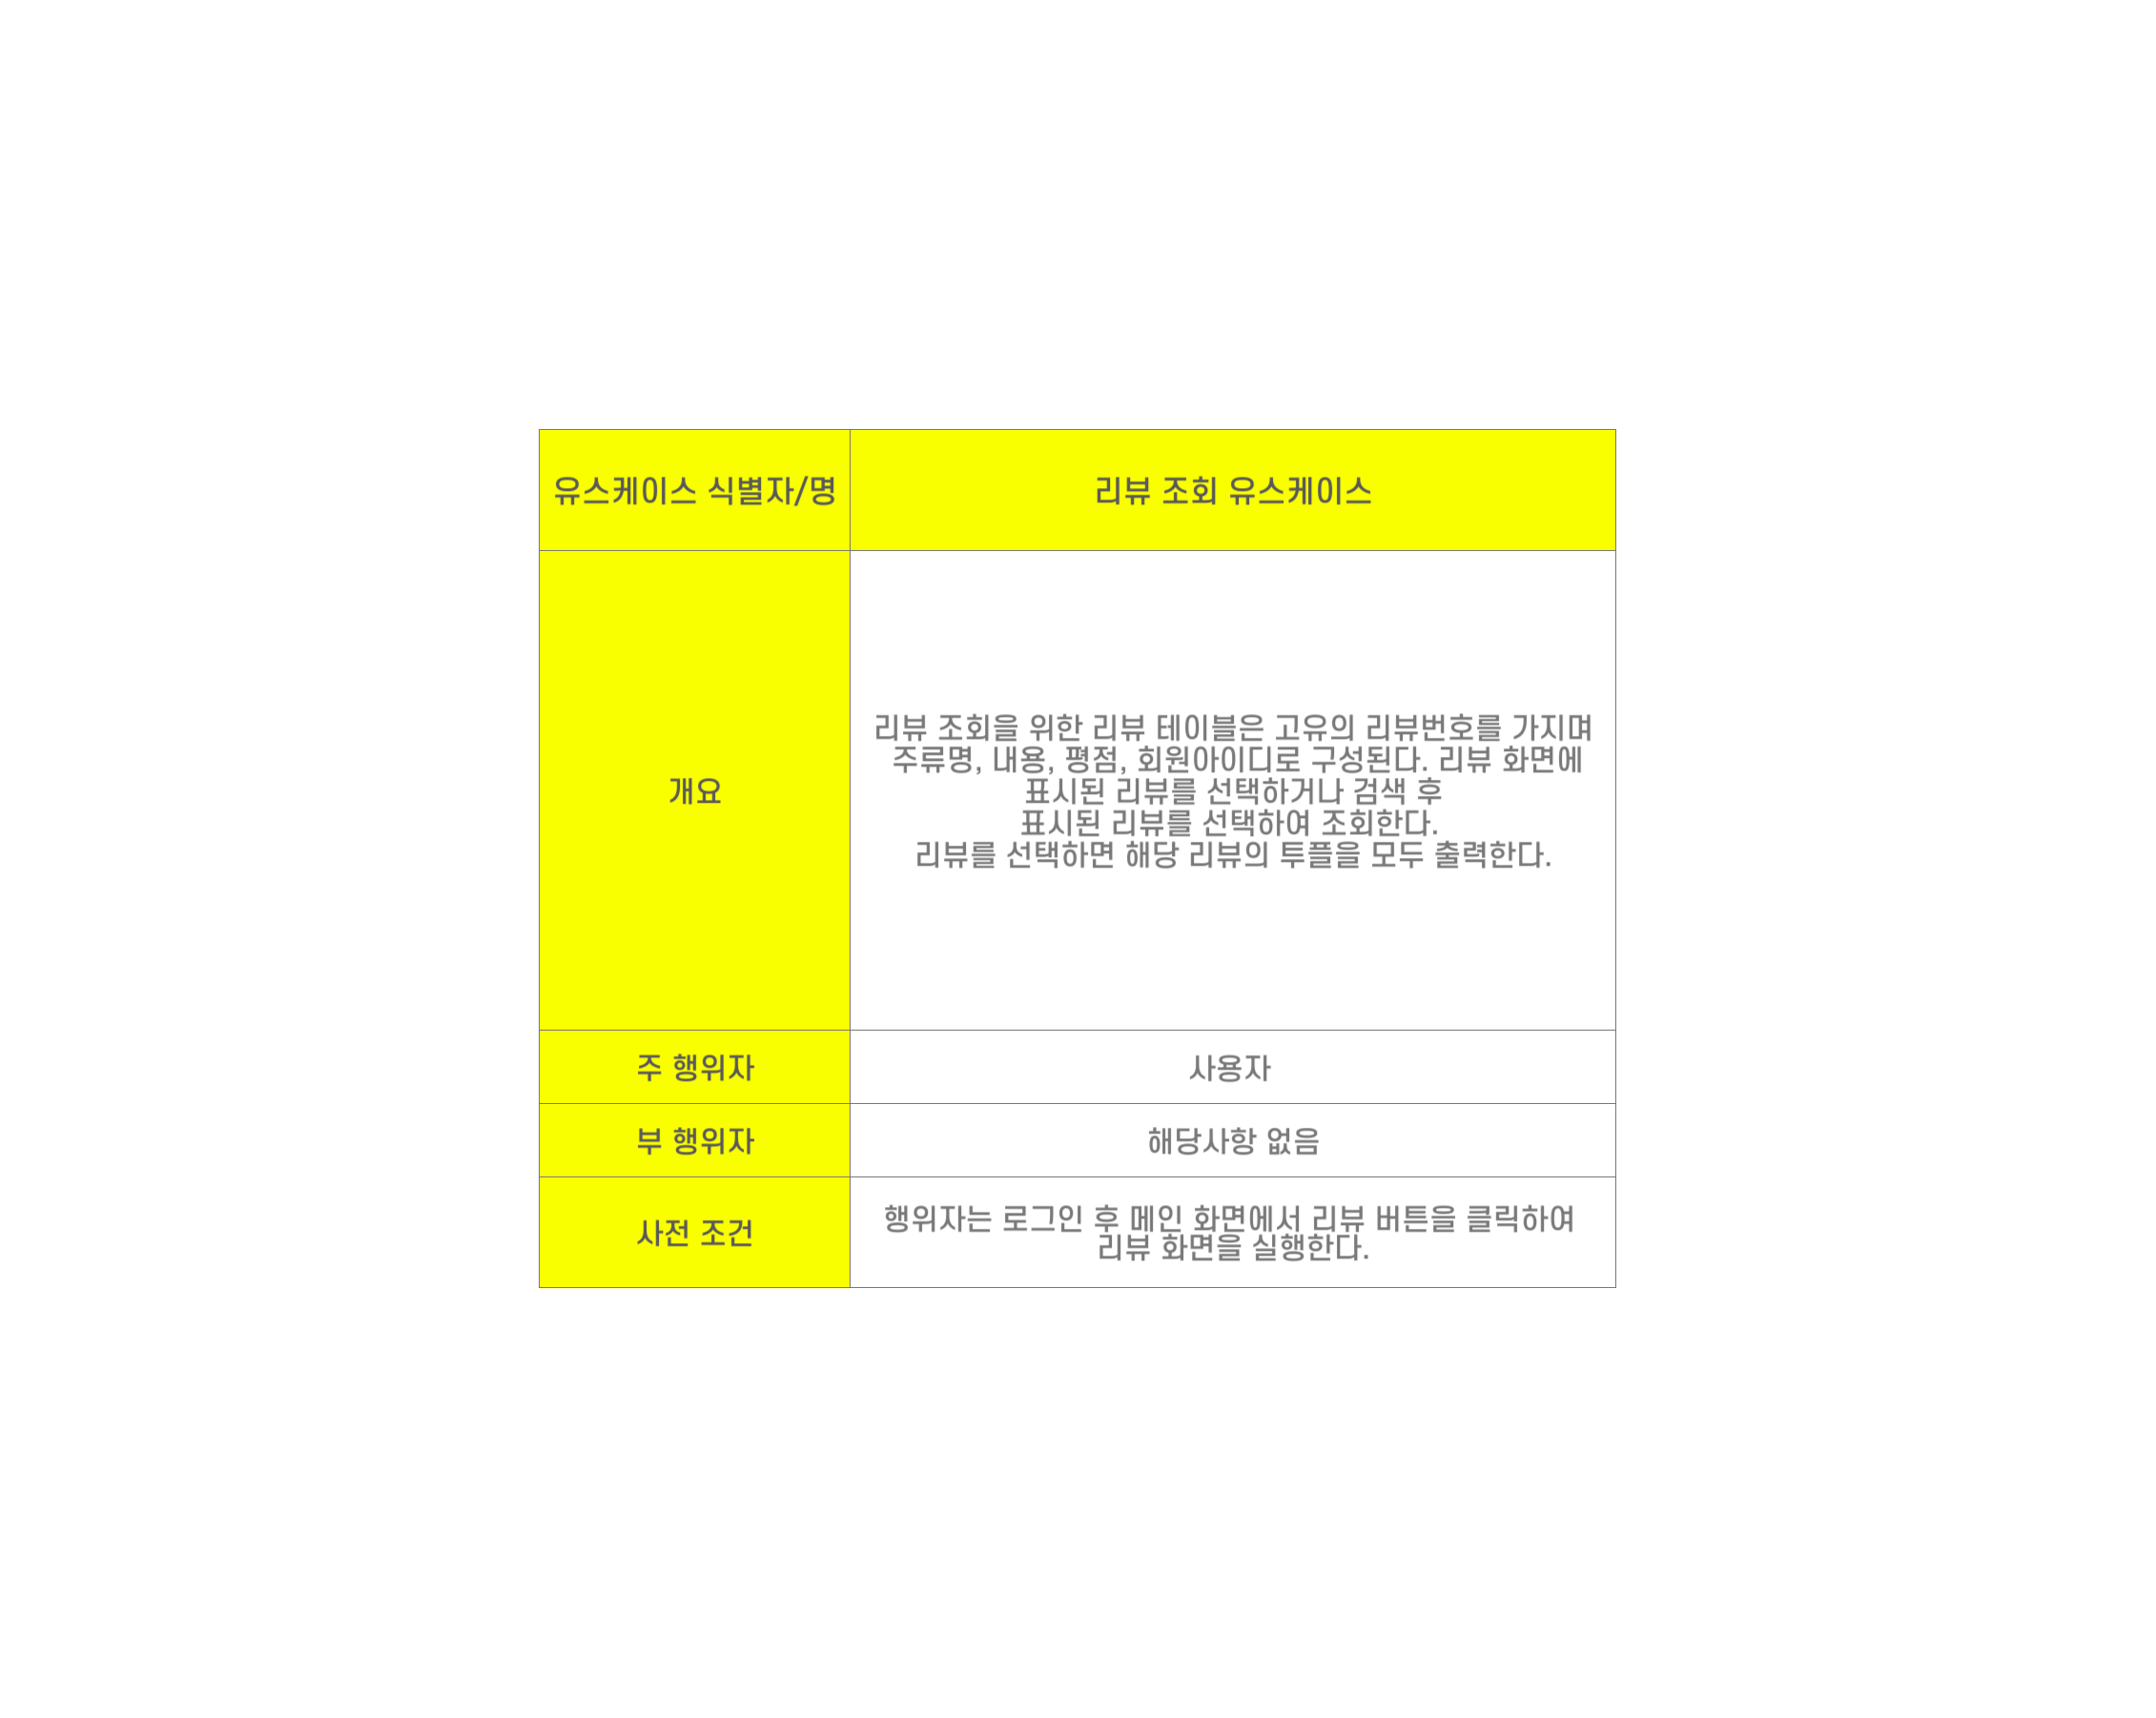 유스케이스 식별자/명
리뷰 조회 유스케이스
개요
리뷰 조회를 위한 리뷰 테이블은 고유의 리뷰번호를 가지며
축도록명, 내용, 평점, 회원아이디로 구성된다. 리뷰 화면에
표시된 리뷰를 선택하거나 검색 후
표시된 리뷰를 선택하여 조회한다.
리뷰를 선택하면 해당 리뷰의 투플들을 모두 출력한다.
주 행위자
사용자
부 행위자
해당사항 없음
사전 조건
행위자는 로그인 한 메인 화면에서 리뷰 버튼을 클릭하여
리뷰 화면을 실행한다.